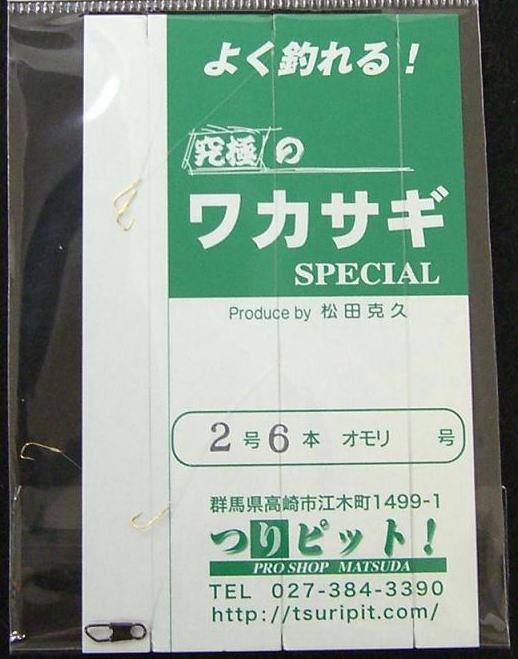 よく釣れる！
究極の
ワカサギ
SPECIAL
Produce by 松田克久
2号6本 オモリ 号
群馬県高崎市江木町1499-1
つりピット！
PRO SHOP MATSUDA
TEL 027-384-3390
http://tsuripit.com/